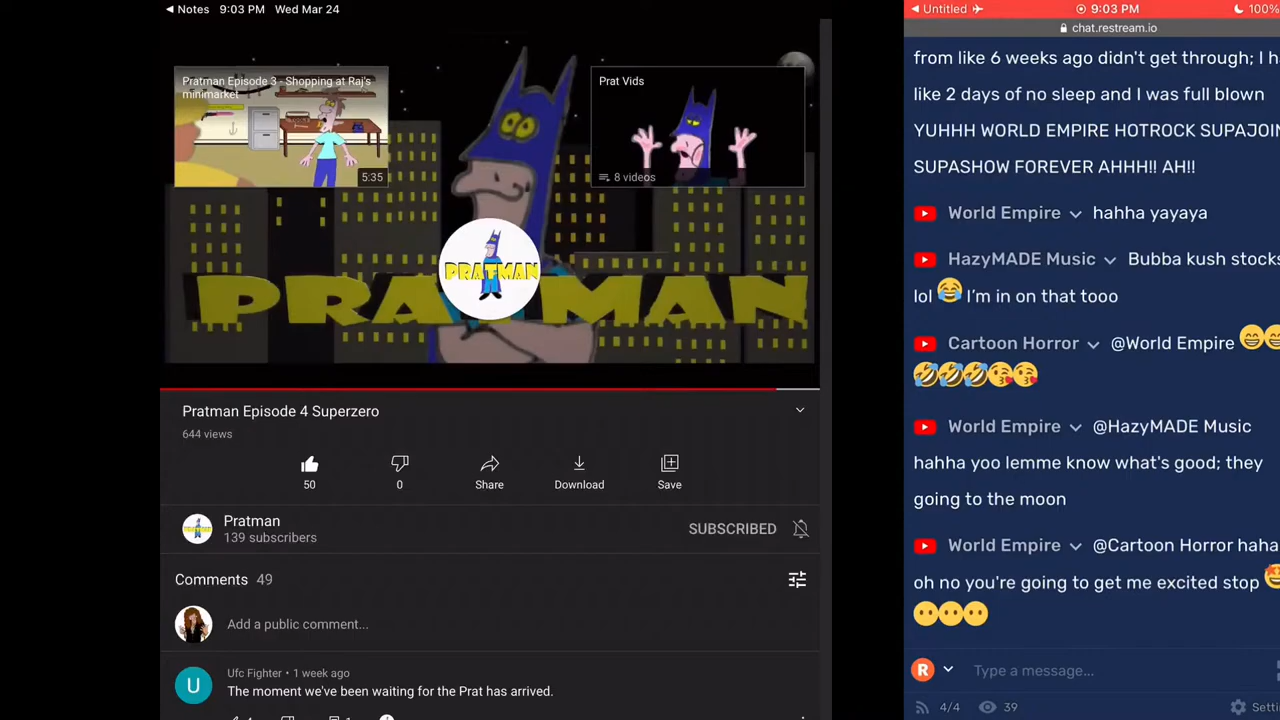 Notes 9:03 PM Wed Mar 24
Pratman Episode 3 - Shopping at Raj's
minimarket
5:35
Prat Vids
8 videos
PRATMAN
PRATMAN
Pratman Episode 4 Superzero
644 views
50
0
Share
Download
Save
Pratman
139 subscribers
SUBSCRIBED
Comments 49
Add a public comment...
U
Ufc Fighter • 1 week ago
The moment we've been waiting for the Prat has arrived.
Untitled 9:03 PM 100%
chat.restream.io
from like 6 weeks ago didn't get through; I ha
like 2 days of no sleep and I was full blown
YUHHH WORLD EMPIRE HOTROCK SUPAJOIN
SUPASHOW FOREVER AHHH!! AH!!
World Empire hahha yayaya
HazyMADE Music Bubba kush stocks
lol 😂 I'm in on that tooo
Cartoon Horror @World Empire 😁😁
🤣🤣🤣😘😘
World Empire @HazyMADE Music
hahha yoo lemme know what's good; they
going to the moon
World Empire @Cartoon Horror haha
oh no you're going to get me excited stop 🤩
😶😶😶
R
Type a message...
4/4 39 Setti